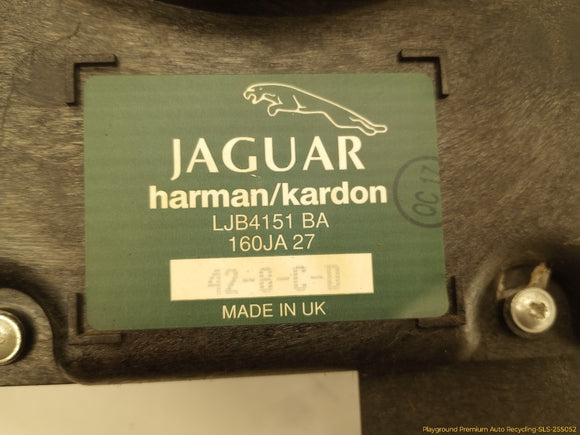 JAGUAR
harman/kardon
QC 17
LJB4151 BA
160JA 27
42-8-C-D
MADE IN UK
Playground Premium Auto Recycling-SLS-255052